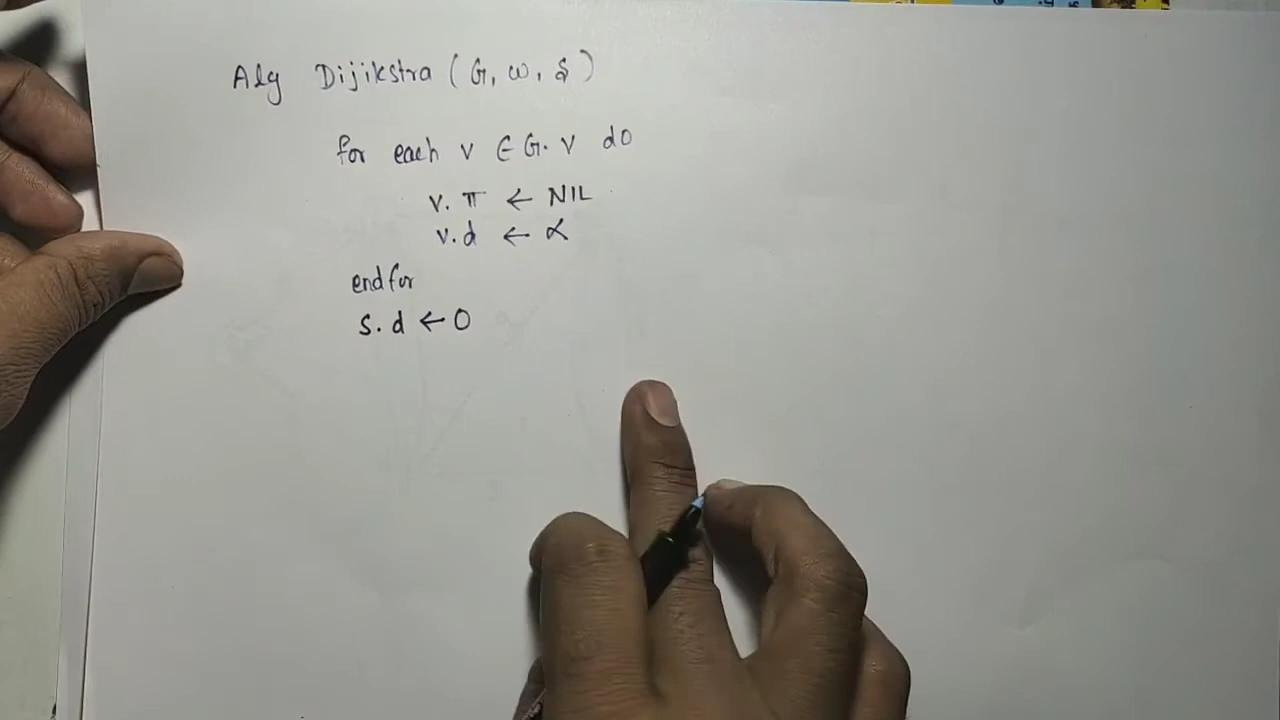 Alg Dijikstra (G, w, s)
for each v ∈ G. V do
v. π ← NIL
v. d ← ∝
endfor
s. d ← 0